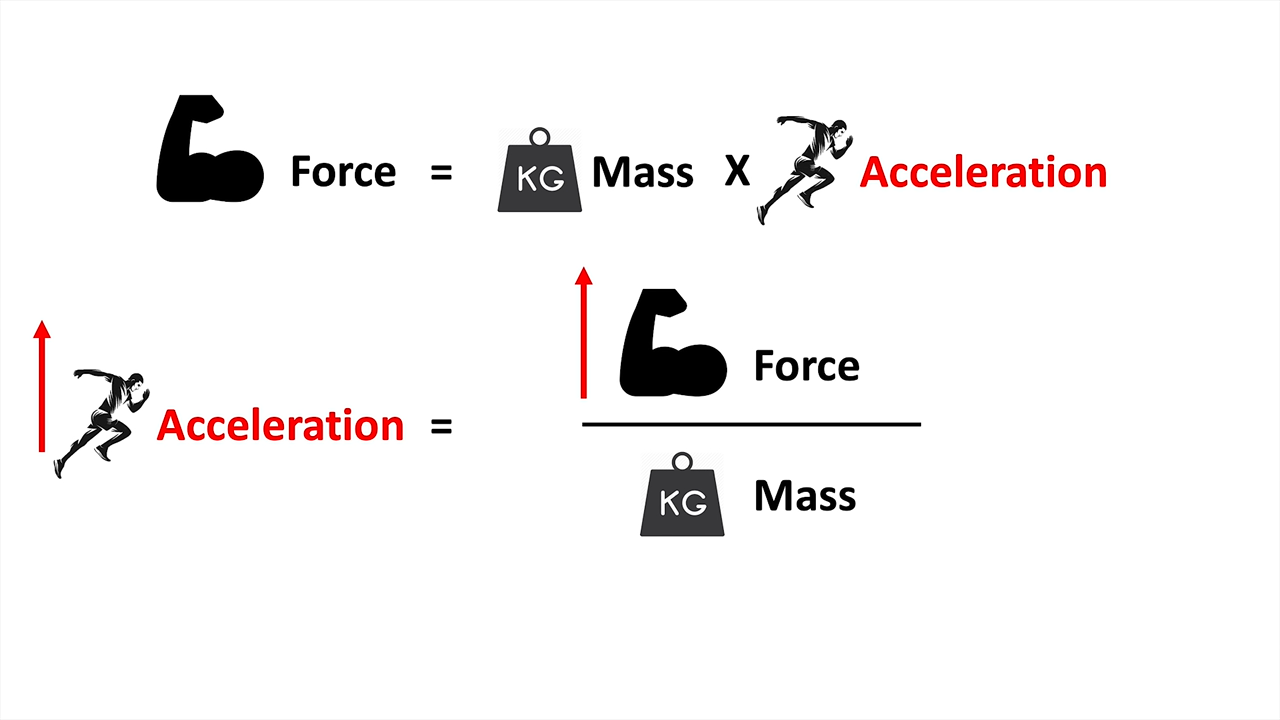 Force = KG Mass X Acceleration
Force
Acceleration =
KG Mass